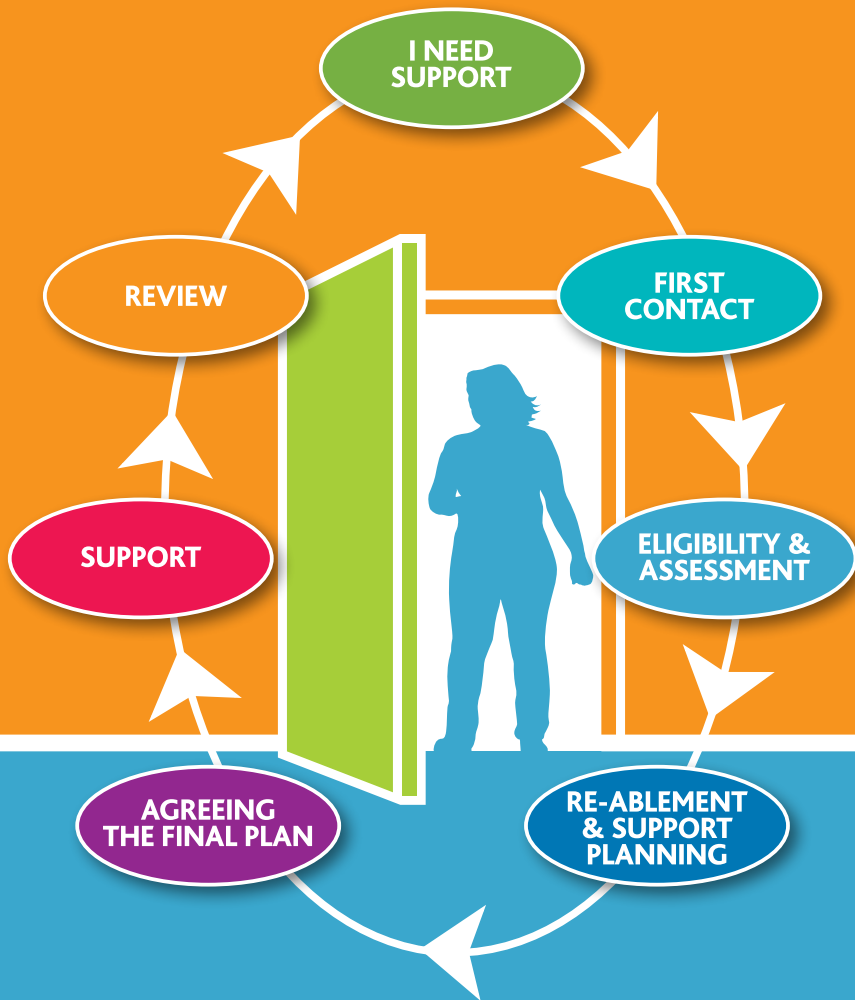 I NEED
SUPPORT
FIRST
CONTACT
ELIGIBILITY &
ASSESSMENT
RE-ABLEMENT
& SUPPORT
PLANNING
AGREEING
THE FINAL PLAN
SUPPORT
REVIEW